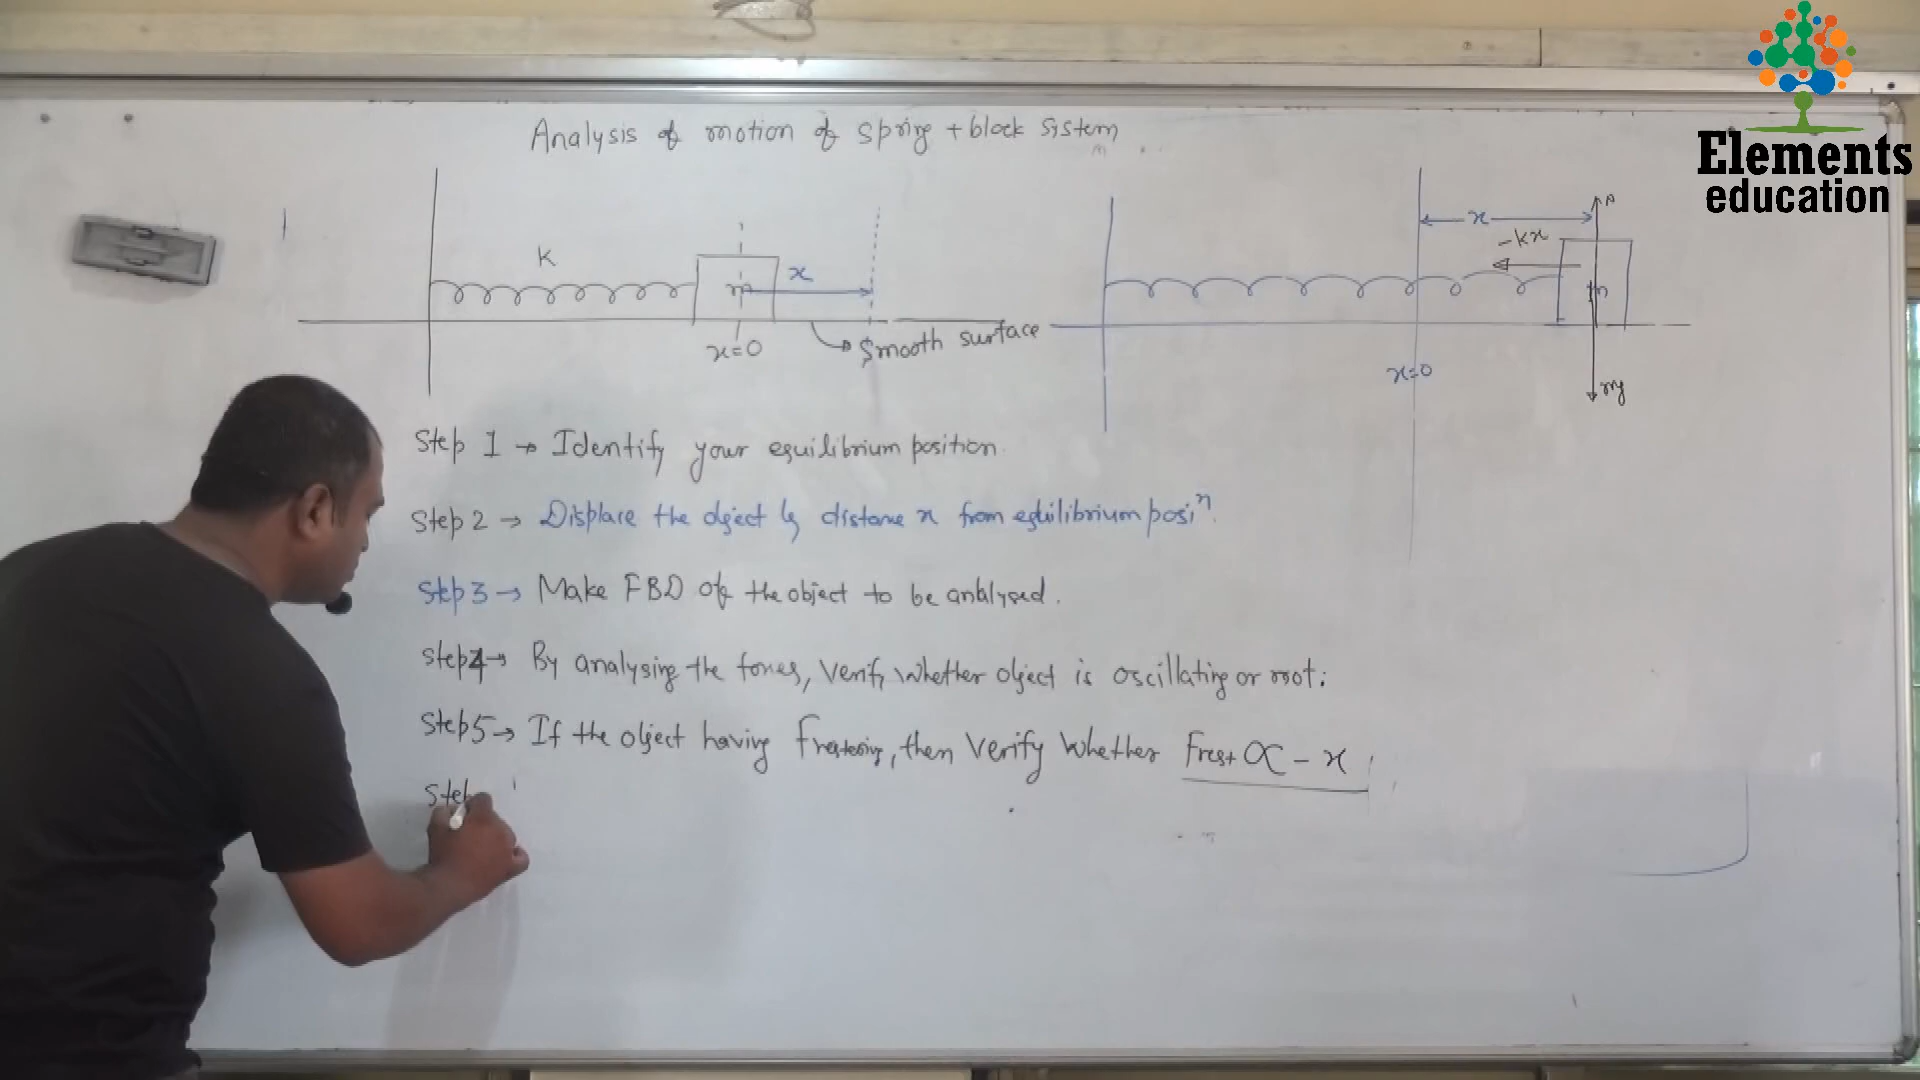 Analysis of motion of spring + block system
Elements
education
K
x
m
x=0
Smooth surface
x
-kx
N
m
x=0
mg
Step 1 → Identify your equilibrium position.
Step 2 → Displace the object by distance x from equilibrium posiⁿ.
Step 3 → Make FBD of the object to be analysed.
Step 4 → By analysing the forces, verify whether object is oscillating or not.
Step 5 → If the object having Frestoring, then verify whether Frest ∝ - x
Step